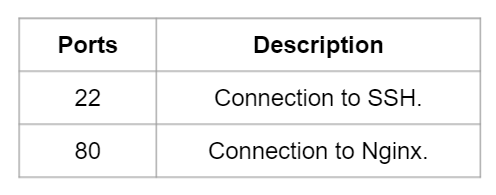 Ports Description
22 Connection to SSH.
80 Connection to Nginx.